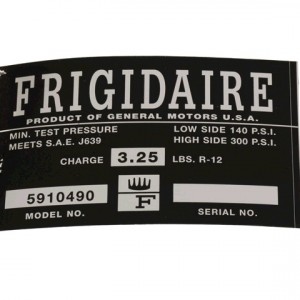 FRIGIDAIRE
PRODUCT OF GENERAL MOTORS U.S.A.
MIN. TEST PRESSURE LOW SIDE 140 P.S.I.
MEETS S.A.E. J639 HIGH SIDE 300 P.S.I.
CHARGE 3.25 LBS. R-12
5910490
F
MODEL NO. SERIAL NO.